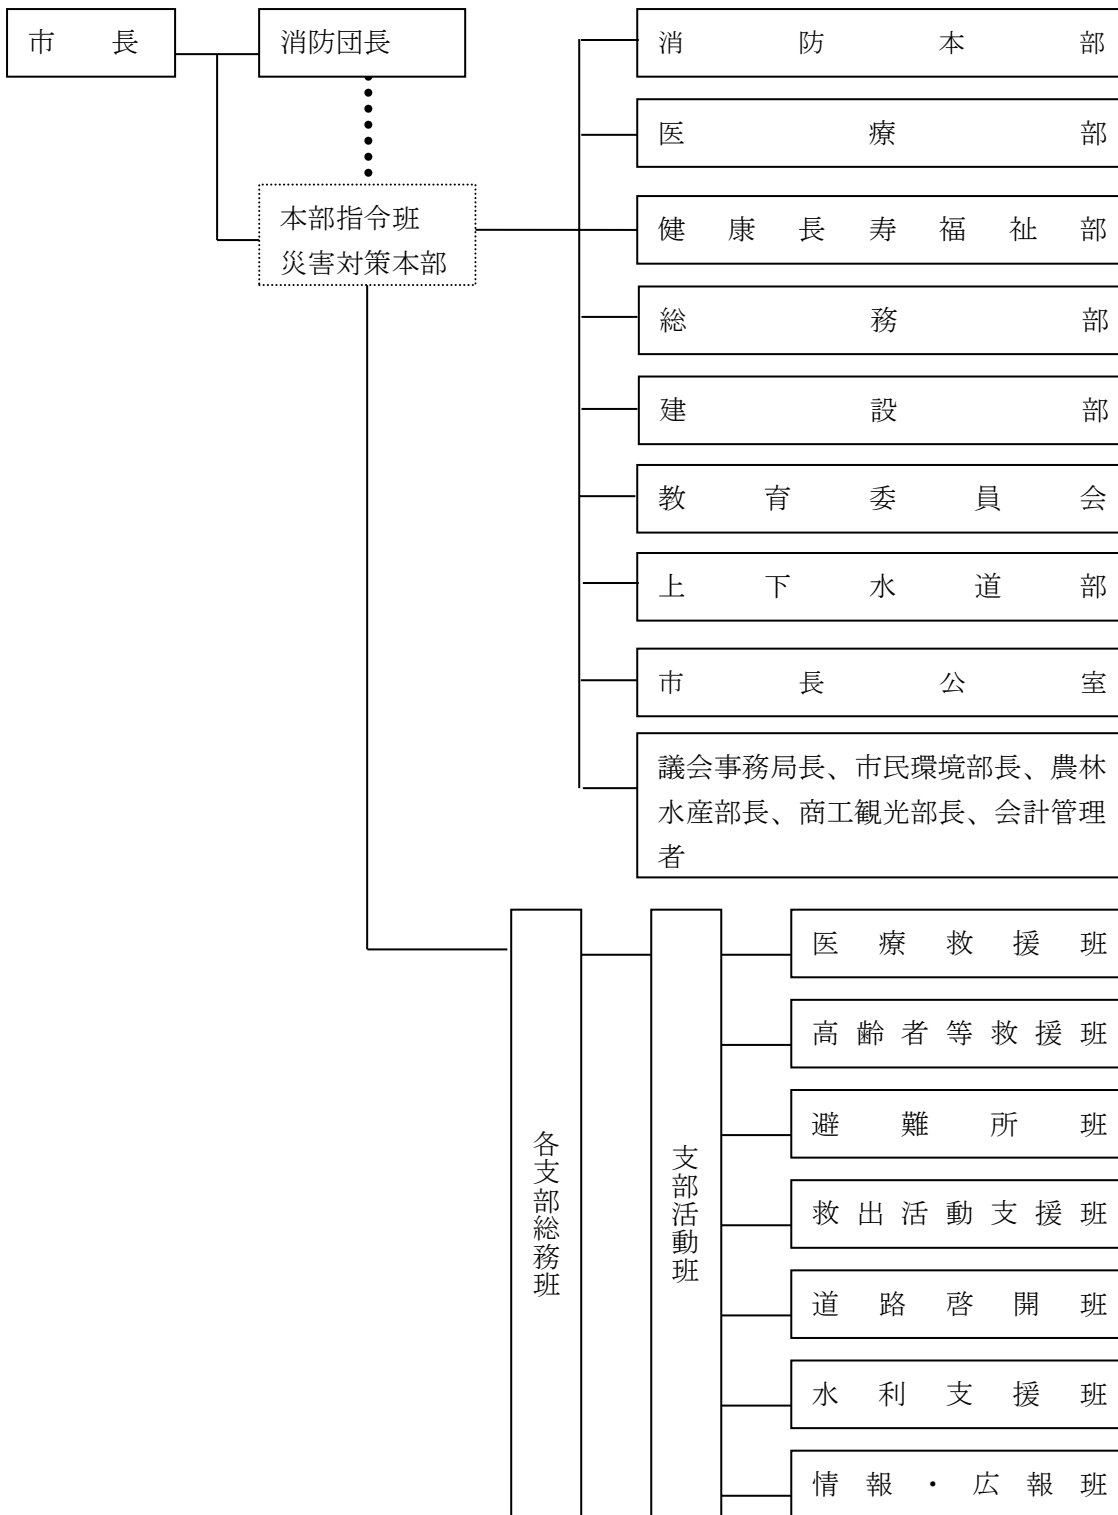 市長
消防団長
本部指令班
災害対策本部
消防本部
医療部
健康長寿福祉部
総務部
建設部
教育委員会
上下水道部
市長公室
議会事務局長、市民環境部長、農林
水産部長、商工観光部長、会計管理
者
各支部総務班
支部活動班
医療救援班
高齢者等救援班
避難所班
救出活動支援班
道路啓開班
水利支援班
情報・広報班